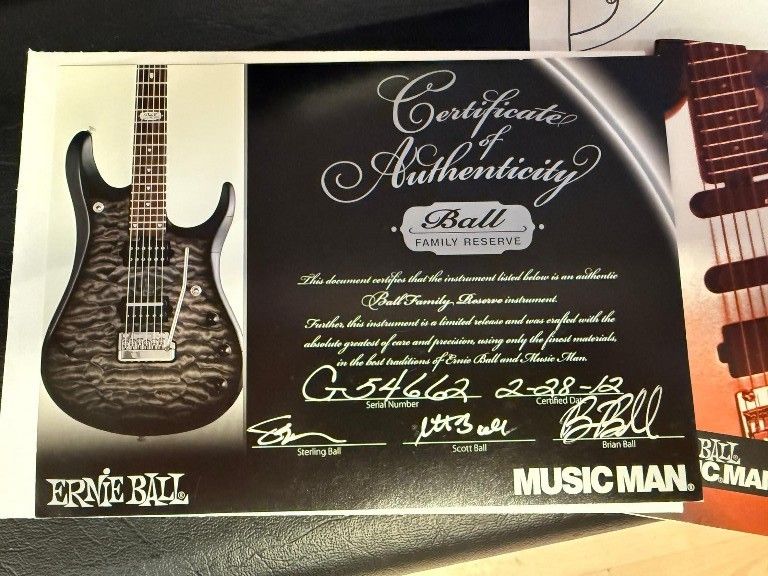 Certificate
of
Authenticity
Ball
FAMILY RESERVE
This document certifies that the instrument listed below is an authentic
Ball Family Reserve instrument.
Further, this instrument is a limited release and was crafted with the
absolute greatest of care and precision, using only the finest materials,
in the best traditions of Ernie Ball and Music Man.
G54662 2-28-12
Serial Number Certified Date
Sterling Ball Scott Ball Brian Ball
ERNIE BALL® MUSIC MAN®
BALL